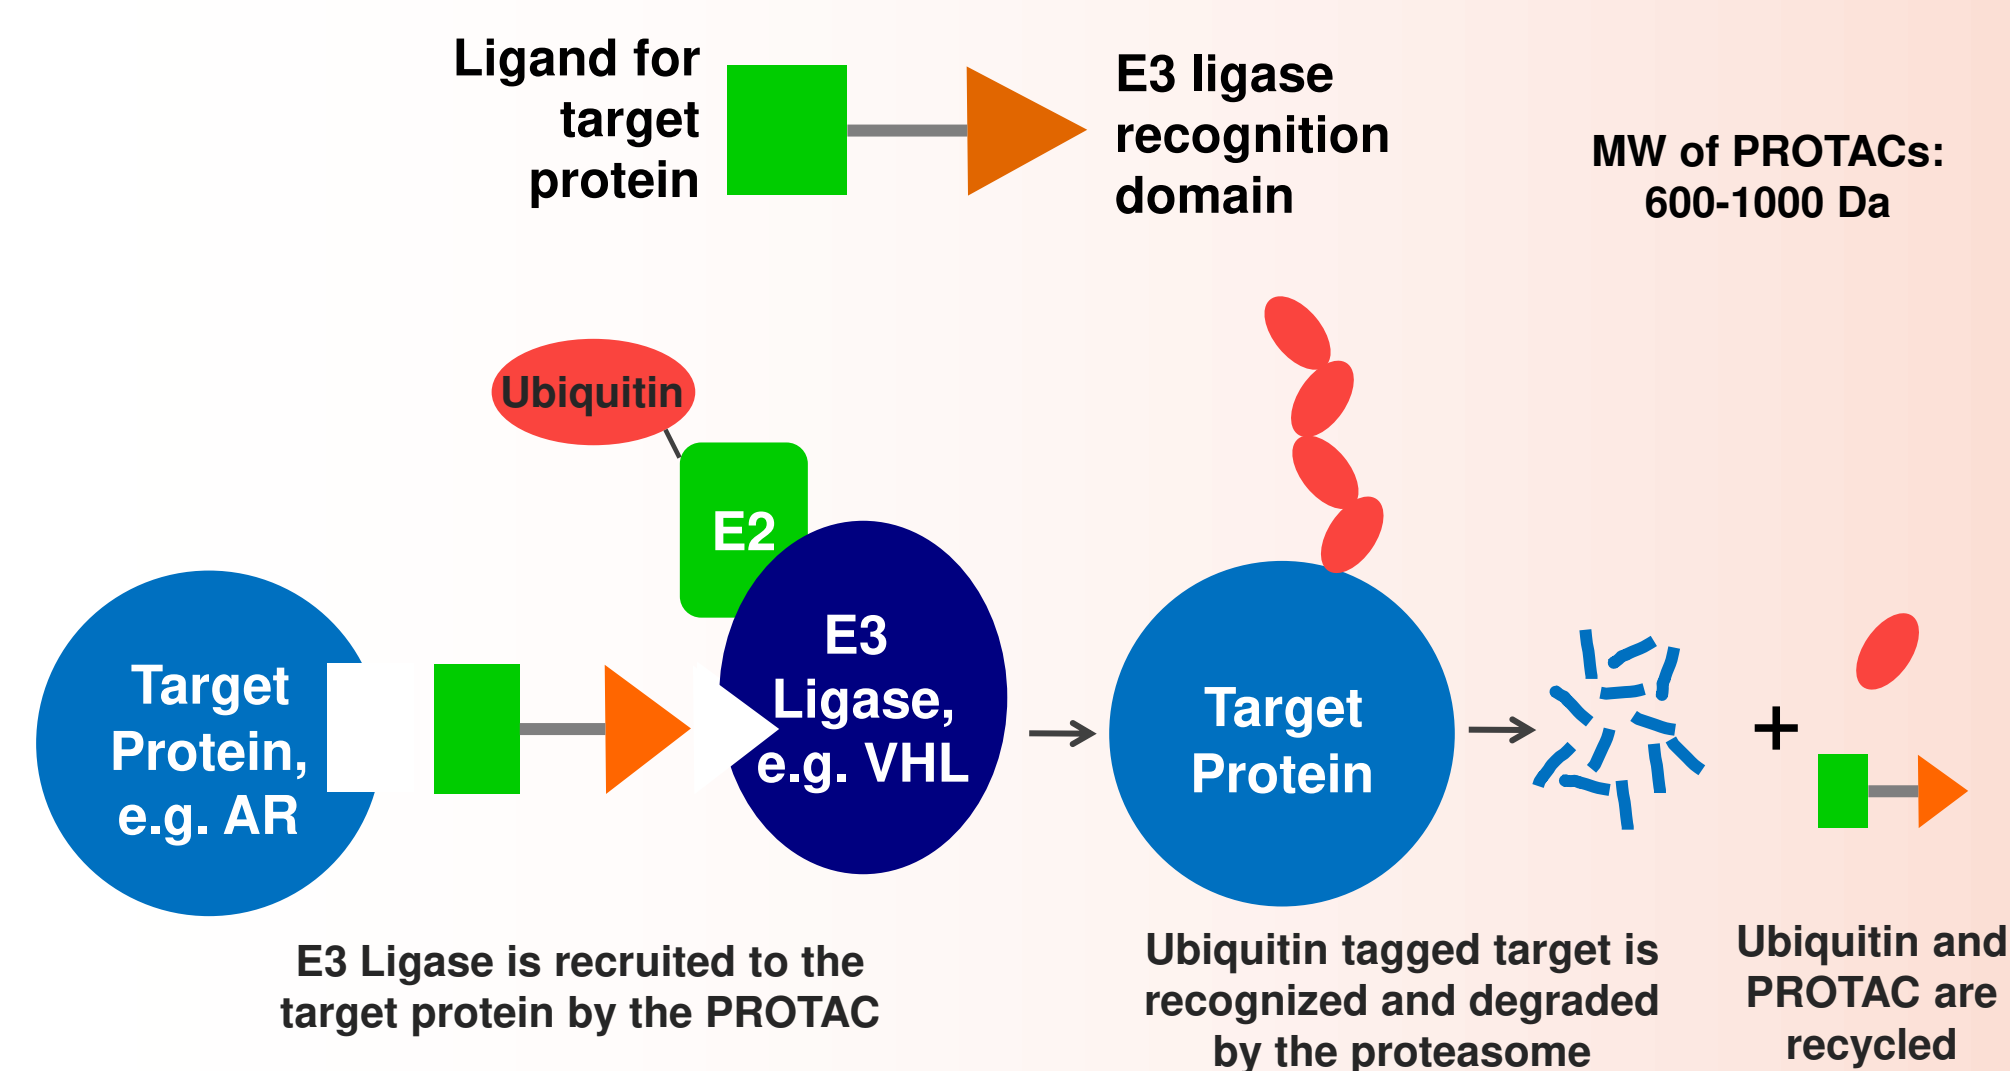 Ligand for
target
protein
E3 ligase
recognition
domain
MW of PROTACs:
600-1000 Da
Ubiquitin
E2
E3
Ligase,
e.g. VHL
Target
Protein,
e.g. AR
Target
Protein
+
E3 Ligase is recruited to the
target protein by the PROTAC
Ubiquitin tagged target is
recognized and degraded
by the proteasome
Ubiquitin and
PROTAC are
recycled